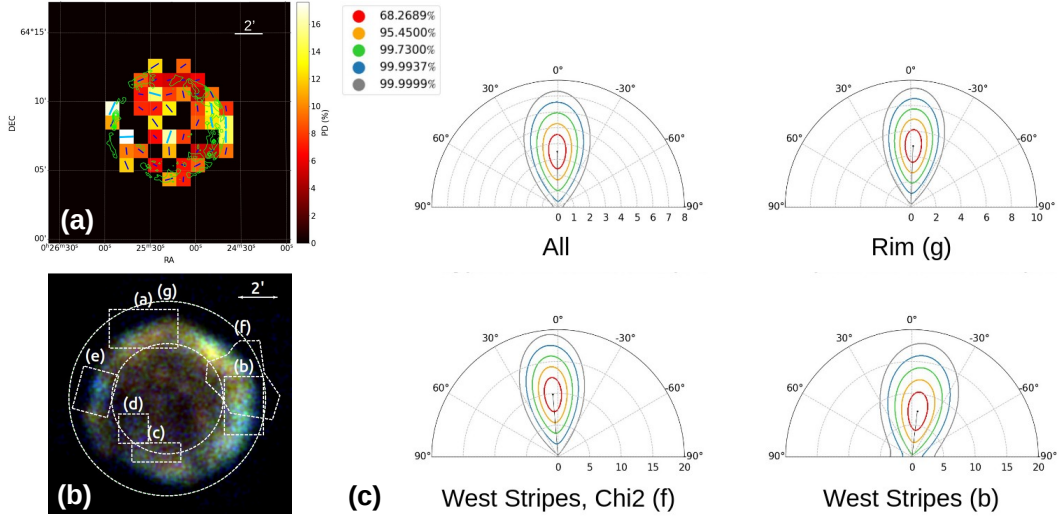 64°15'
10'
05'
00'
DEC
2'
(a)
0ʰ26ᵐ30ˢ
00ˢ
25ᵐ30ˢ
00ˢ
24ᵐ30ˢ
00ˢ
RA
16
14
12
10
8
6
4
2
0
PD (%)
68.2689%
95.4500%
99.7300%
99.9937%
99.9999%
0°
30°
-30°
60°
-60°
90°
-90°
0 1 2 3 4 5 6 7 8
All
0°
30°
-30°
60°
-60°
90°
-90°
0 2 4 6 8 10
Rim (g)
2'
(g)
(a)
(f)
(e)
(b)
(d)
(c)
(b)
(c)
0°
30°
-30°
60°
-60°
90°
-90°
0 5 10 15 20
West Stripes, Chi2 (f)
0°
30°
-30°
60°
-60°
90°
-90°
0 5 10 15 20
West Stripes (b)